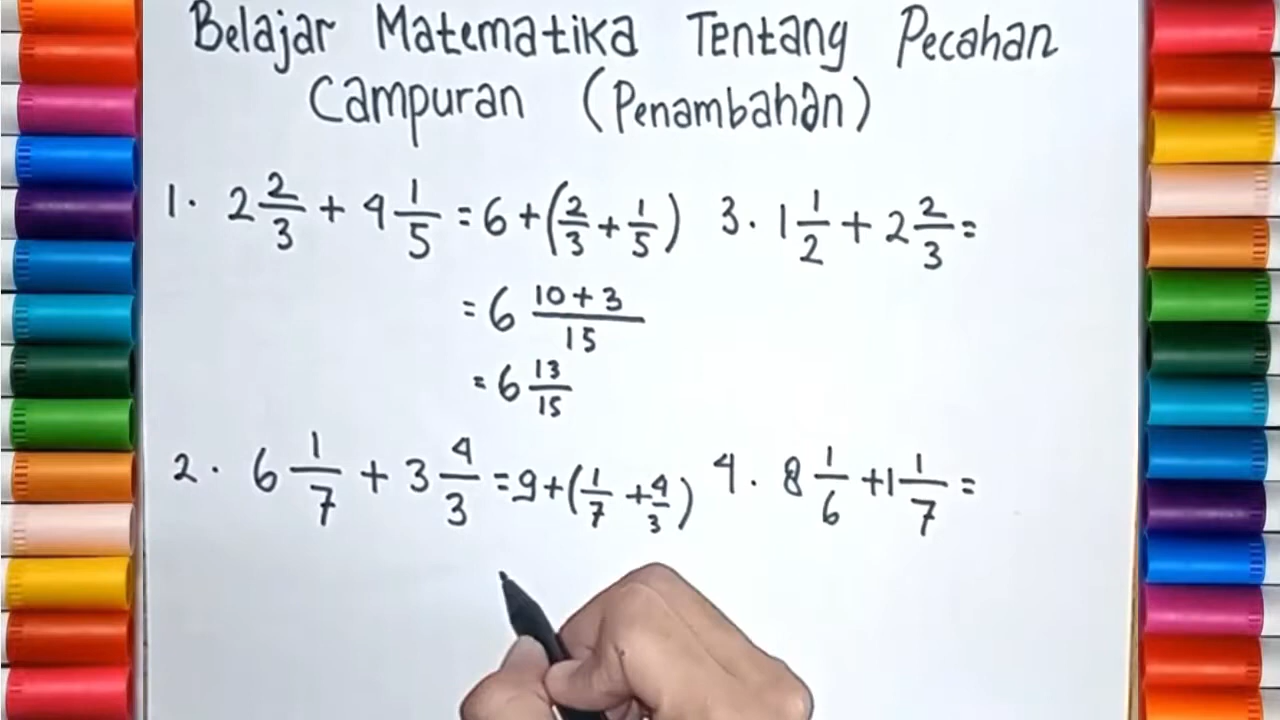 Belajar Matematika Tentang Pecahan
Campuran (Penambahan)
1. 2 2/3 + 4 1/5 = 6 + (2/3 + 1/5)
= 6 10 + 3/15
= 6 13/15
2. 6 1/7 + 3 4/3 = 9 + (1/7 + 4/3)
3. 1 1/2 + 2 2/3 =
4. 8 1/6 + 1 1/7 =